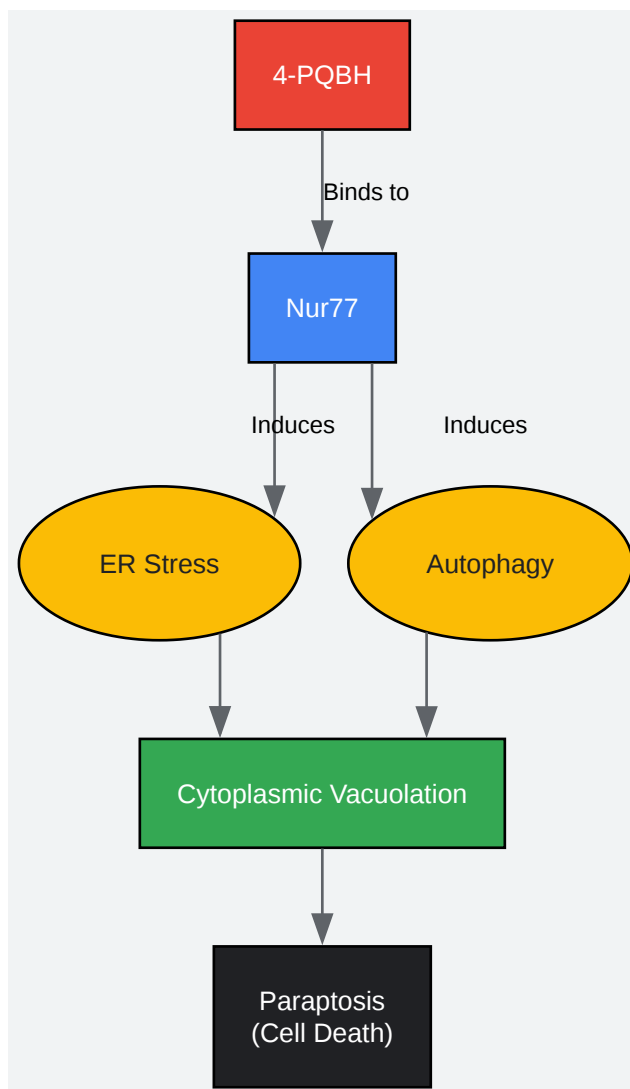 4-PQBH
Binds to
Nur77
Induces
Induces
ER Stress
Autophagy
Cytoplasmic Vacuolation
Paraptosis
(Cell Death)